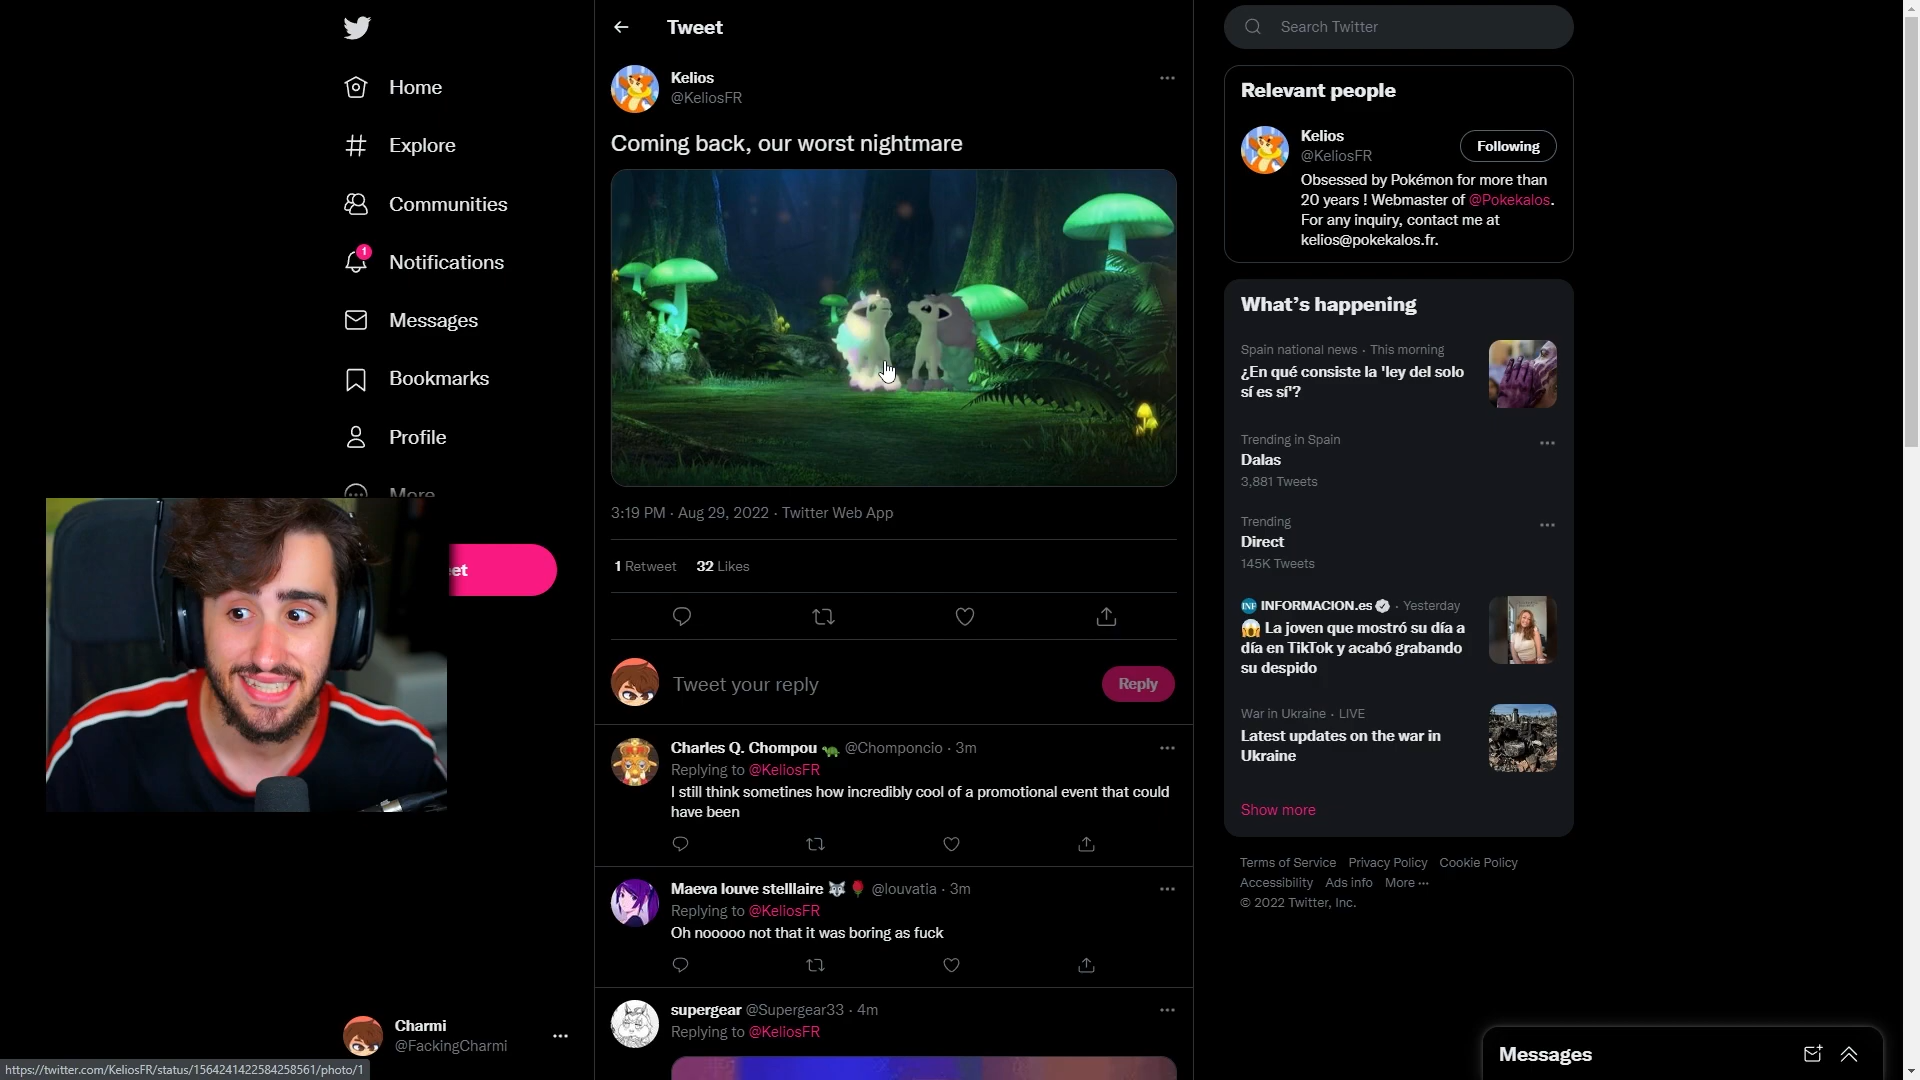 Home
Explore
Communities
1
Notifications
Messages
Bookmarks
Profile
More
et
Charmi
@FackingCharmi
https://twitter.com/KeliosFR/status/1564241422584258561/photo/1
Tweet
Kelios
@KeliosFR
Coming back, our worst nightmare
3:19 PM · Aug 29, 2022 · Twitter Web App
1 Retweet 32 Likes
Tweet your reply
Reply
Charles Q. Chompou 🐢 @Chomponcio · 3m
Replying to @KeliosFR
I still think sometines how incredibly cool of a promotional event that could
have been
Maeva louve stelllaire 🐺🌹 @louvatia · 3m
Replying to @KeliosFR
Oh nooooo not that it was boring as fuck
supergear @Supergear33 · 4m
Replying to @KeliosFR
Search Twitter
Relevant people
Kelios
@KeliosFR
Following
Obsessed by Pokémon for more than
20 years ! Webmaster of @Pokekalos.
For any inquiry, contact me at
kelios@pokekalos.fr.
What's happening
Spain national news · This morning
¿En qué consiste la 'ley del solo
sí es sí'?
Trending in Spain
Dalas
3,881 Tweets
Trending
Direct
145K Tweets
INF INFORMACION.es · Yesterday
😱 La joven que mostró su día a
día en TikTok y acabó grabando
su despido
War in Ukraine · LIVE
Latest updates on the war in
Ukraine
Show more
Terms of Service Privacy Policy Cookie Policy
Accessibility Ads info More ···
© 2022 Twitter, Inc.
Messages